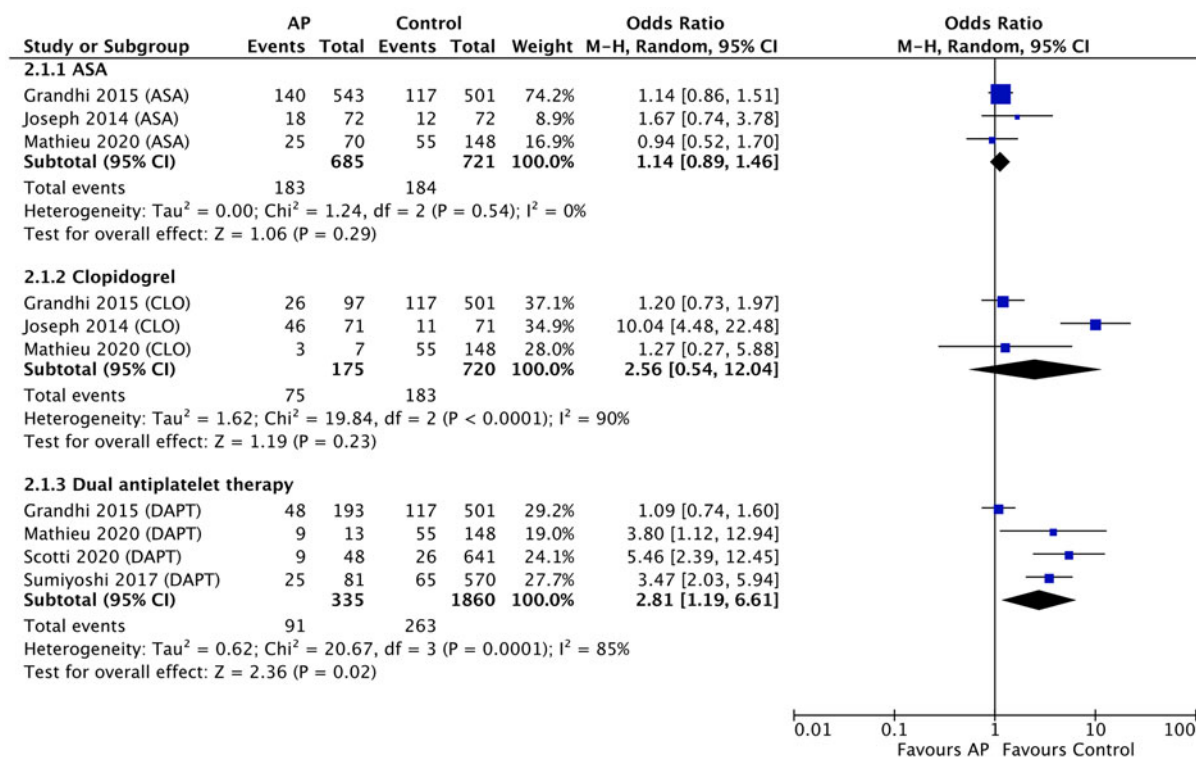 AP Control Odds Ratio Odds Ratio
Study or Subgroup Events Total Events Total Weight M-H, Random, 95% CI M-H, Random, 95% CI
2.1.1 ASA
Grandhi 2015 (ASA) 140 543 117 501 74.2% 1.14 [0.86, 1.51]
Joseph 2014 (ASA) 18 72 12 72 8.9% 1.67 [0.74, 3.78]
Mathieu 2020 (ASA) 25 70 55 148 16.9% 0.94 [0.52, 1.70]
Subtotal (95% CI) 685 721 100.0% 1.14 [0.89, 1.46]
Total events 183 184
Heterogeneity: Tau² = 0.00; Chi² = 1.24, df = 2 (P = 0.54); I² = 0%
Test for overall effect: Z = 1.06 (P = 0.29)
2.1.2 Clopidogrel
Grandhi 2015 (CLO) 26 97 117 501 37.1% 1.20 [0.73, 1.97]
Joseph 2014 (CLO) 46 71 11 71 34.9% 10.04 [4.48, 22.48]
Mathieu 2020 (CLO) 3 7 55 148 28.0% 1.27 [0.27, 5.88]
Subtotal (95% CI) 175 720 100.0% 2.56 [0.54, 12.04]
Total events 75 183
Heterogeneity: Tau² = 1.62; Chi² = 19.84, df = 2 (P < 0.0001); I² = 90%
Test for overall effect: Z = 1.19 (P = 0.23)
2.1.3 Dual antiplatelet therapy
Grandhi 2015 (DAPT) 48 193 117 501 29.2% 1.09 [0.74, 1.60]
Mathieu 2020 (DAPT) 9 13 55 148 19.0% 3.80 [1.12, 12.94]
Scotti 2020 (DAPT) 9 48 26 641 24.1% 5.46 [2.39, 12.45]
Sumiyoshi 2017 (DAPT) 25 81 65 570 27.7% 3.47 [2.03, 5.94]
Subtotal (95% CI) 335 1860 100.0% 2.81 [1.19, 6.61]
Total events 91 263
Heterogeneity: Tau² = 0.62; Chi² = 20.67, df = 3 (P = 0.0001); I² = 85%
Test for overall effect: Z = 2.36 (P = 0.02)
0.01 0.1 1 10 100
Favours AP Favours Control